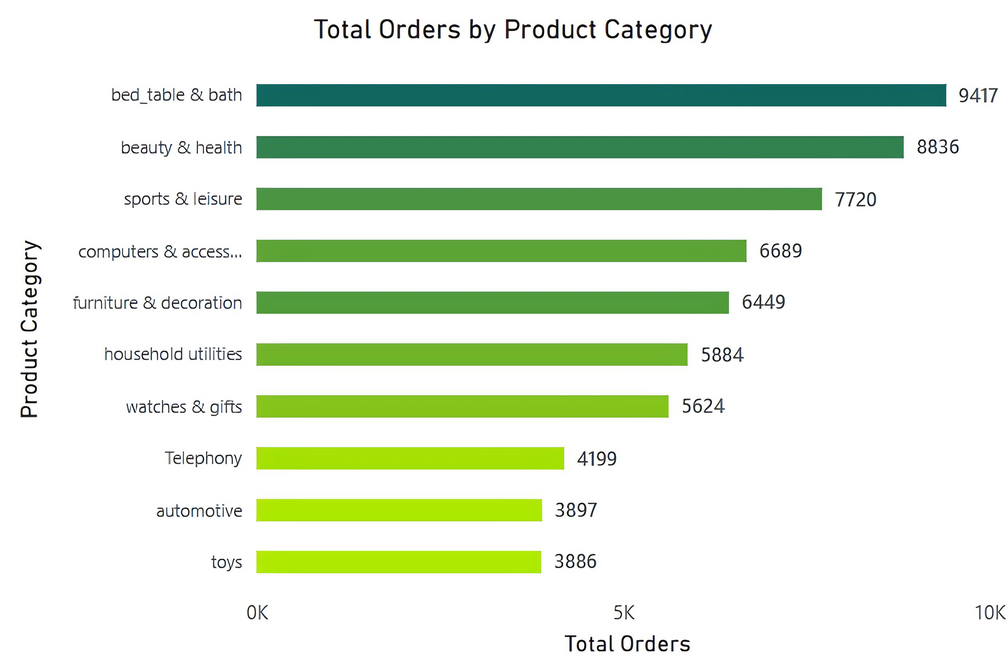 Total Orders by Product Category
Product Category
bed_table & bath 9417
beauty & health 8836
sports & leisure 7720
computers & access... 6689
furniture & decoration 6449
household utilities 5884
watches & gifts 5624
Telephony 4199
automotive 3897
toys 3886
0K 5K 10K
Total Orders